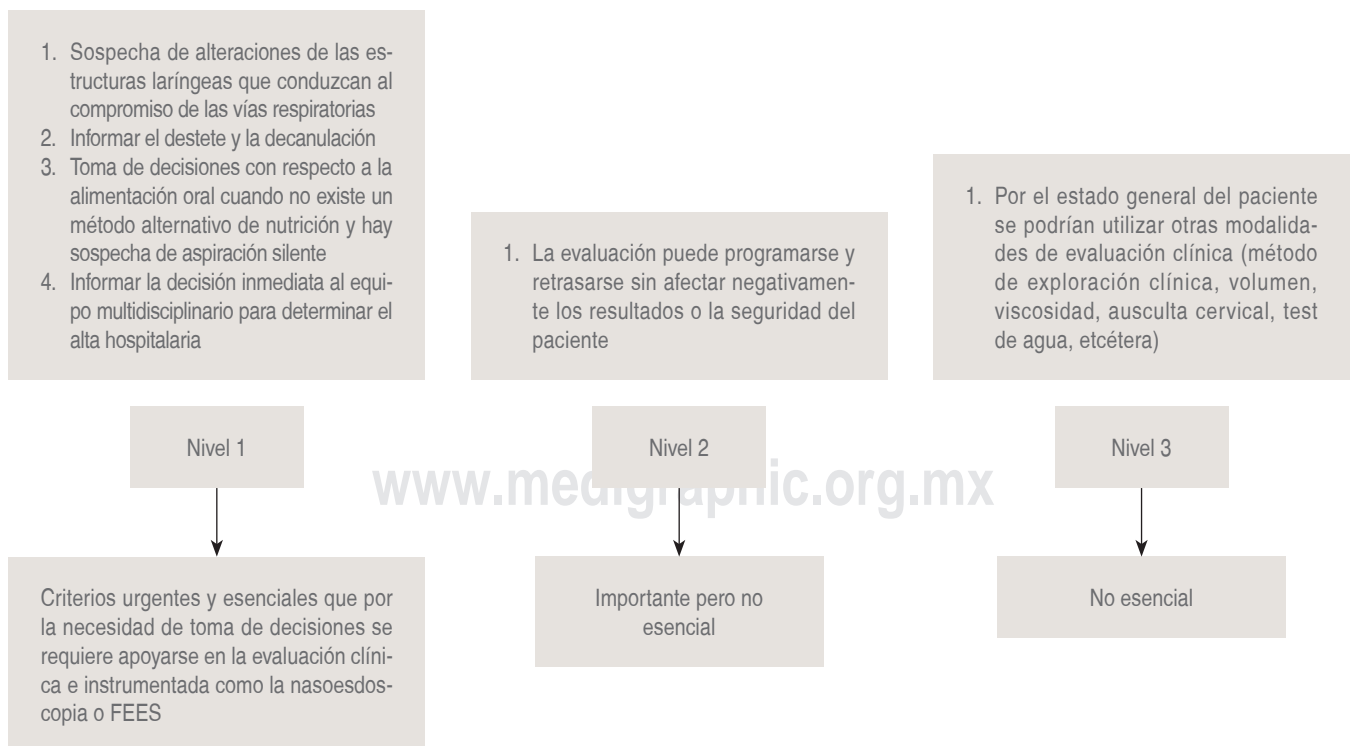 1. Sospecha de alteraciones de las es-
tructuras laríngeas que conduzcan al
compromiso de las vías respiratorias
2. Informar el destete y la decanulación
3. Toma de decisiones con respecto a la
alimentación oral cuando no existe un
método alternativo de nutrición y hay
sospecha de aspiración silente
4. Informar la decisión inmediata al equi-
po multidisciplinario para determinar el
alta hospitalaria
1. La evaluación puede programarse y
retrasarse sin afectar negativamen-
te los resultados o la seguridad del
paciente
1. Por el estado general del paciente
se podrían utilizar otras modalida-
des de evaluación clínica (método
de exploración clínica, volumen,
viscosidad, ausculta cervical, test
de agua, etcétera)
Nivel 1
Nivel 2
Nivel 3
www.medigraphic.org.mx
Criterios urgentes y esenciales que por
la necesidad de toma de decisiones se
requiere apoyarse en la evaluación clíni-
ca e instrumentada como la nasoesdos-
copia o FEES
Importante pero no
esencial
No esencial